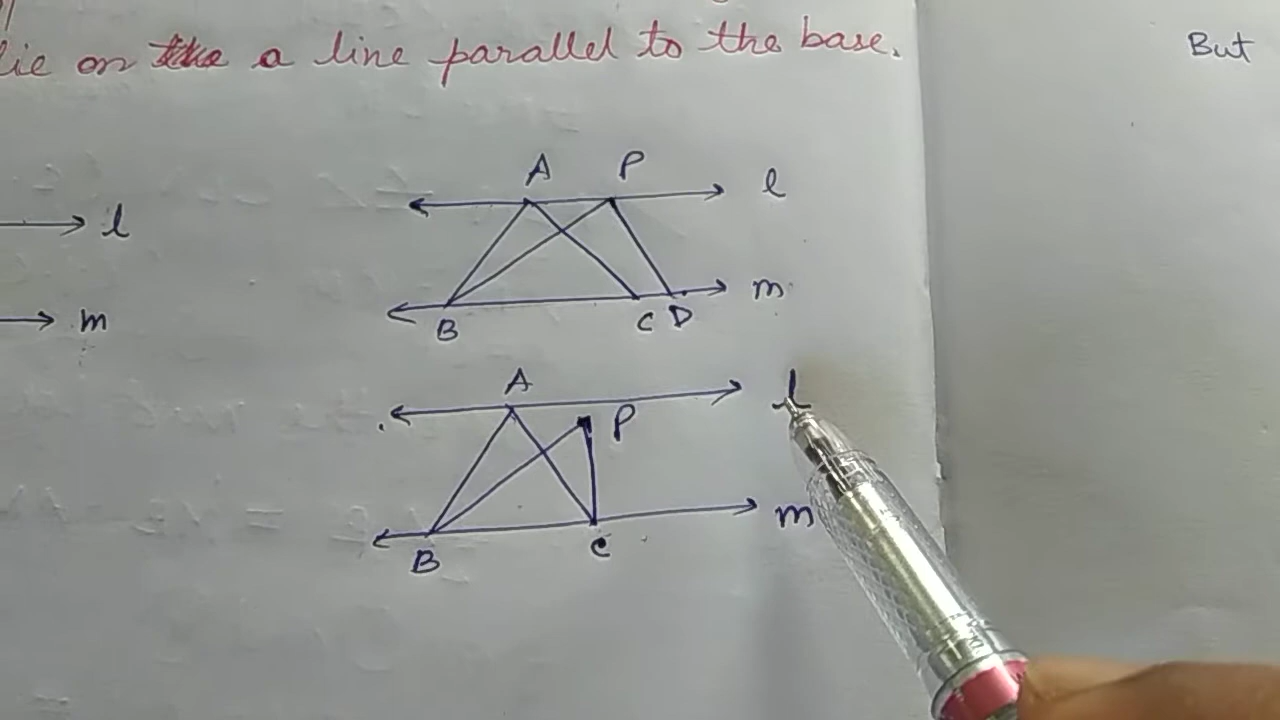 lie on the a line parallel to the base.
But
A P
l
l
m
B C D
m
A
l
P
m
B C